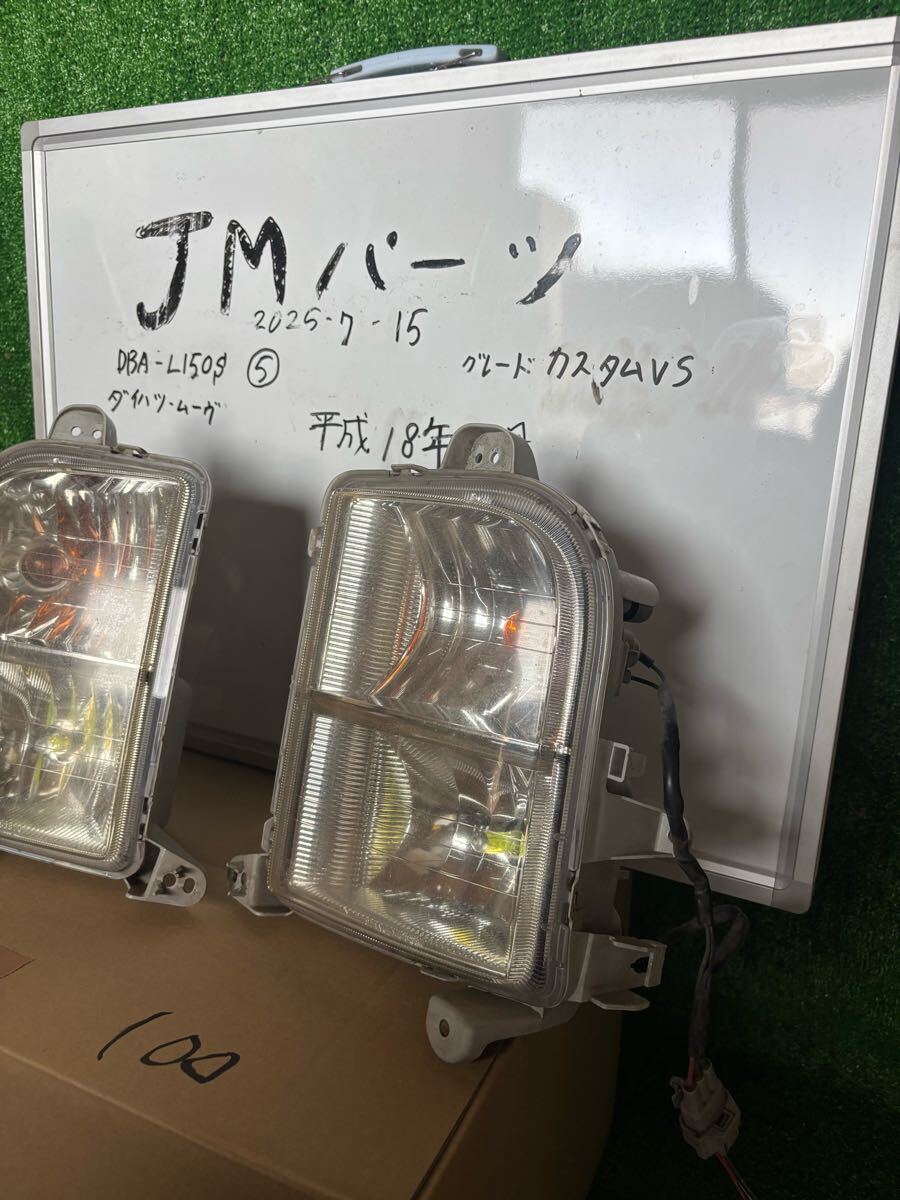 JMパーツ
2025-7-15
DBA-L150S ⑤ グレード カスタムVS
ダイハツ・ムーヴ
平成18年
100